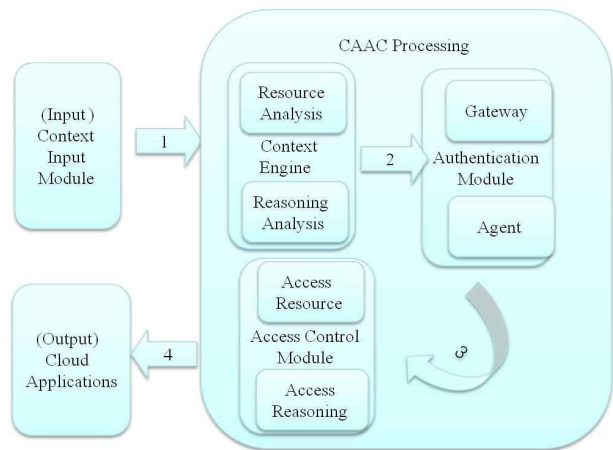 CAAC Processing
(Input)
Context
Input
Module
1
Resource
Analysis
Context
Engine
Reasoning
Analysis
2
Gateway
Authentication
Module
Agent
3
Access
Resource
Access Control
Module
Access
Reasoning
4
(Output)
Cloud
Applications